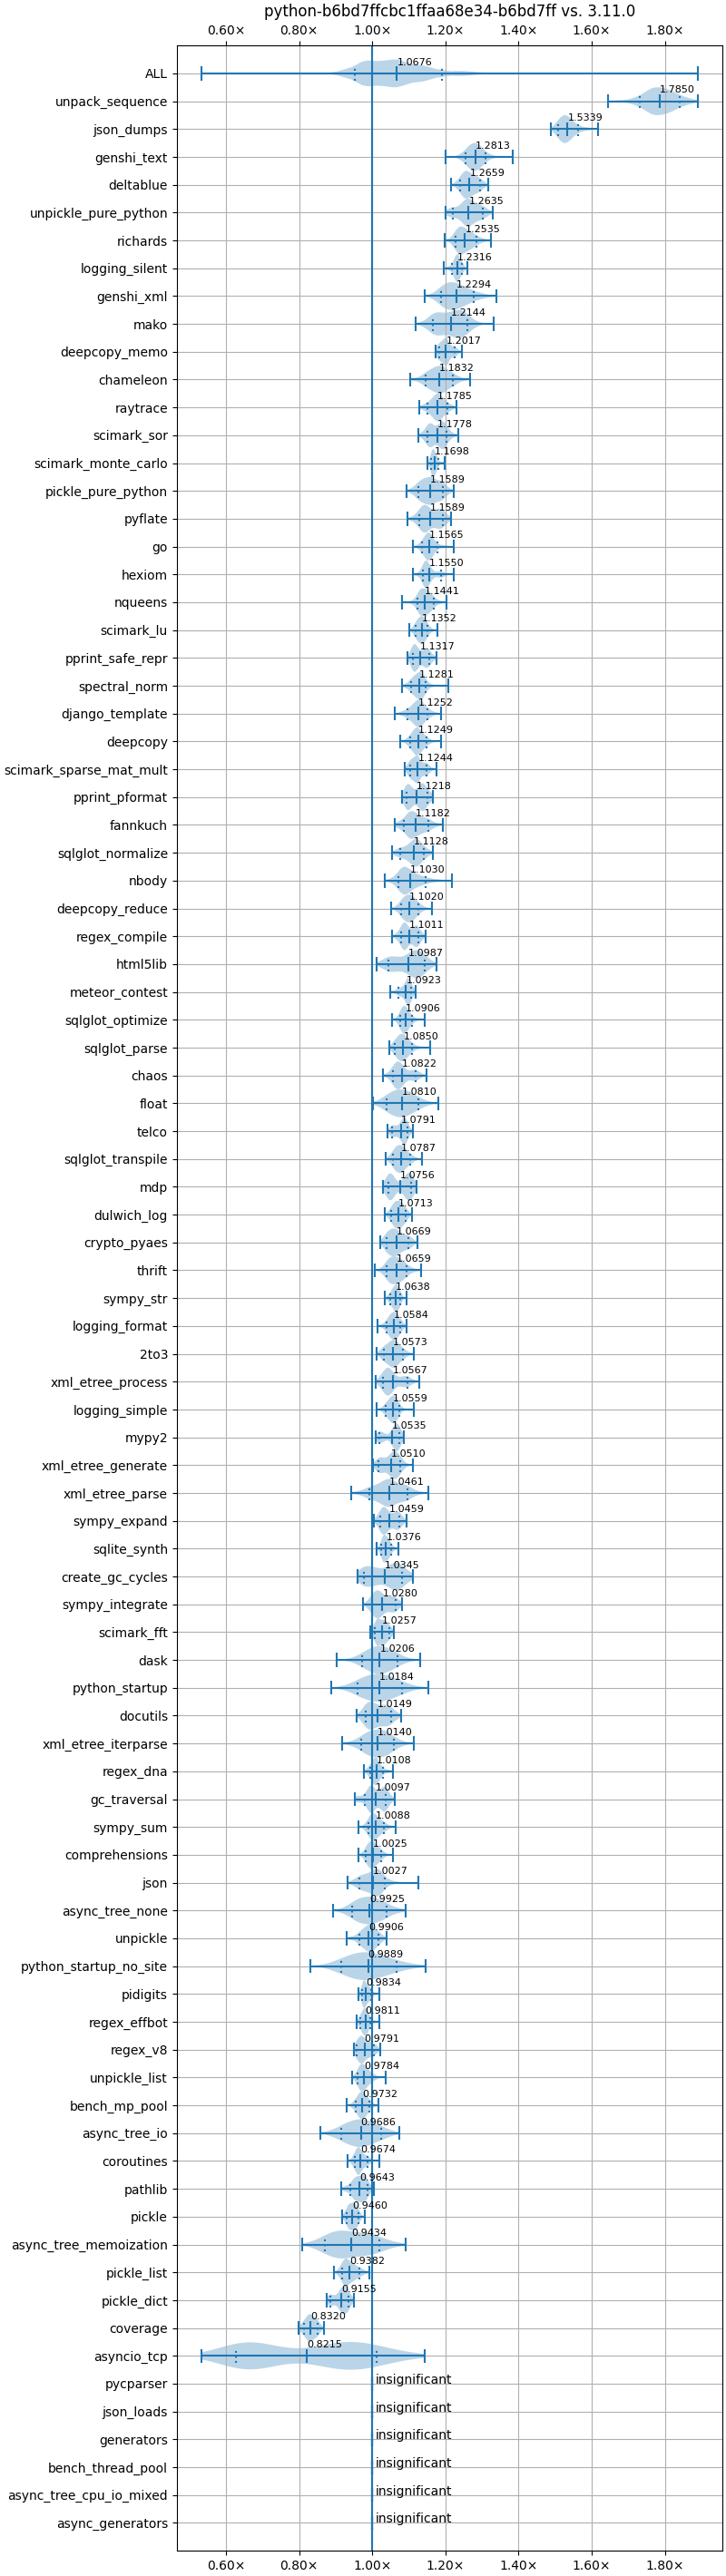 python-b6bd7ffcbc1ffaa68e34-b6bd7ff vs. 3.11.0
0.60× 0.80× 1.00× 1.20× 1.40× 1.60× 1.80×
ALL 1.0676
unpack_sequence 1.7850
json_dumps 1.5339
genshi_text 1.2813
deltablue 1.2659
unpickle_pure_python 1.2635
richards 1.2535
logging_silent 1.2316
genshi_xml 1.2294
mako 1.2144
deepcopy_memo 1.2017
chameleon 1.1832
raytrace 1.1785
scimark_sor 1.1778
scimark_monte_carlo 1.1698
pickle_pure_python 1.1589
pyflate 1.1589
go 1.1565
hexiom 1.1550
nqueens 1.1441
scimark_lu 1.1352
pprint_safe_repr 1.1317
spectral_norm 1.1281
django_template 1.1252
deepcopy 1.1249
scimark_sparse_mat_mult 1.1244
pprint_pformat 1.1218
fannkuch 1.1182
sqlglot_normalize 1.1128
nbody 1.1030
deepcopy_reduce 1.1020
regex_compile 1.1011
html5lib 1.0987
meteor_contest 1.0923
sqlglot_optimize 1.0906
sqlglot_parse 1.0850
chaos 1.0822
float 1.0810
telco 1.0791
sqlglot_transpile 1.0787
mdp 1.0756
dulwich_log 1.0713
crypto_pyaes 1.0669
thrift 1.0659
sympy_str 1.0638
logging_format 1.0584
2to3 1.0573
xml_etree_process 1.0567
logging_simple 1.0559
mypy2 1.0535
xml_etree_generate 1.0510
xml_etree_parse 1.0461
sympy_expand 1.0459
sqlite_synth 1.0376
create_gc_cycles 1.0345
sympy_integrate 1.0280
scimark_fft 1.0257
dask 1.0206
python_startup 1.0184
docutils 1.0149
xml_etree_iterparse 1.0140
regex_dna 1.0108
gc_traversal 1.0097
sympy_sum 1.0088
comprehensions 1.0025
json 1.0027
async_tree_none 0.9925
unpickle 0.9906
python_startup_no_site 0.9889
pidigits 0.9834
regex_effbot 0.9811
regex_v8 0.9791
unpickle_list 0.9784
bench_mp_pool 0.9732
async_tree_io 0.9686
coroutines 0.9674
pathlib 0.9643
pickle 0.9460
async_tree_memoization 0.9434
pickle_list 0.9382
pickle_dict 0.9155
coverage 0.8320
asyncio_tcp 0.8215
pycparser insignificant
json_loads insignificant
generators insignificant
bench_thread_pool insignificant
async_tree_cpu_io_mixed insignificant
async_generators insignificant
0.60× 0.80× 1.00× 1.20× 1.40× 1.60× 1.80×